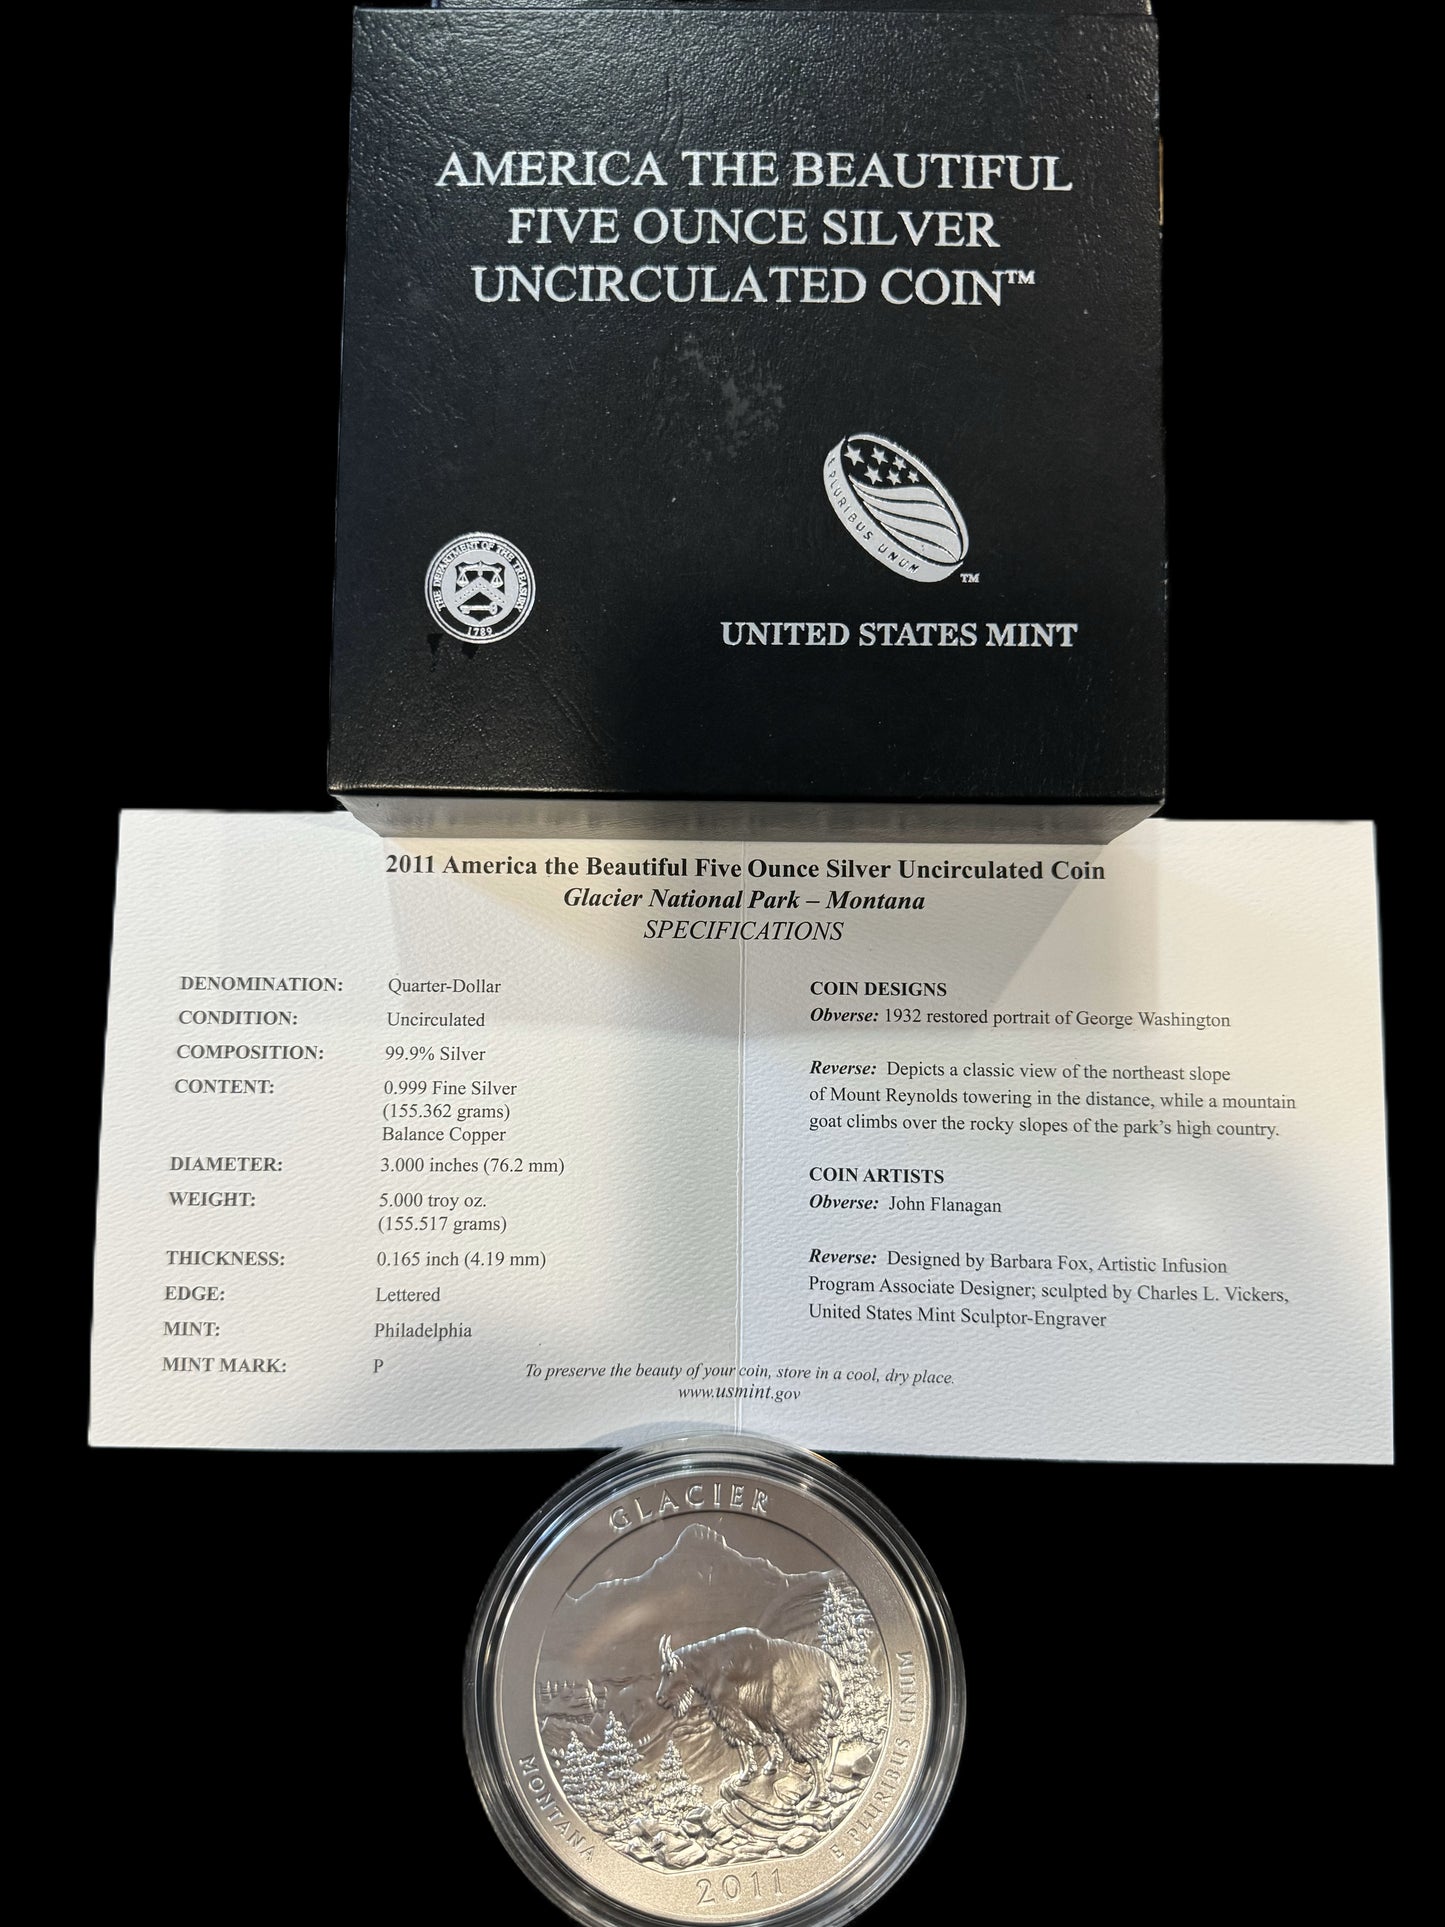 AMERICA THE BEAUTIFUL
FIVE OUNCE SILVER
UNCIRCULATED COIN™
THE DEPARTMENT OF THE TREASURY
1789
E PLURIBUS UNUM
TM
UNITED STATES MINT
2011 America the Beautiful Five Ounce Silver Uncirculated Coin
Glacier National Park – Montana
SPECIFICATIONS
DENOMINATION: Quarter-Dollar
CONDITION: Uncirculated
COMPOSITION: 99.9% Silver
CONTENT: 0.999 Fine Silver
(155.362 grams)
Balance Copper
DIAMETER: 3.000 inches (76.2 mm)
WEIGHT: 5.000 troy oz.
(155.517 grams)
THICKNESS: 0.165 inch (4.19 mm)
EDGE: Lettered
MINT: Philadelphia
MINT MARK: P
COIN DESIGNS
Obverse: 1932 restored portrait of George Washington
Reverse: Depicts a classic view of the northeast slope
of Mount Reynolds towering in the distance, while a mountain
goat climbs over the rocky slopes of the park's high country.
COIN ARTISTS
Obverse: John Flanagan
Reverse: Designed by Barbara Fox, Artistic Infusion
Program Associate Designer; sculpted by Charles L. Vickers,
United States Mint Sculptor-Engraver
To preserve the beauty of your coin, store in a cool, dry place.
www.usmint.gov
GLACIER
MONTANA
2011
E PLURIBUS UNUM